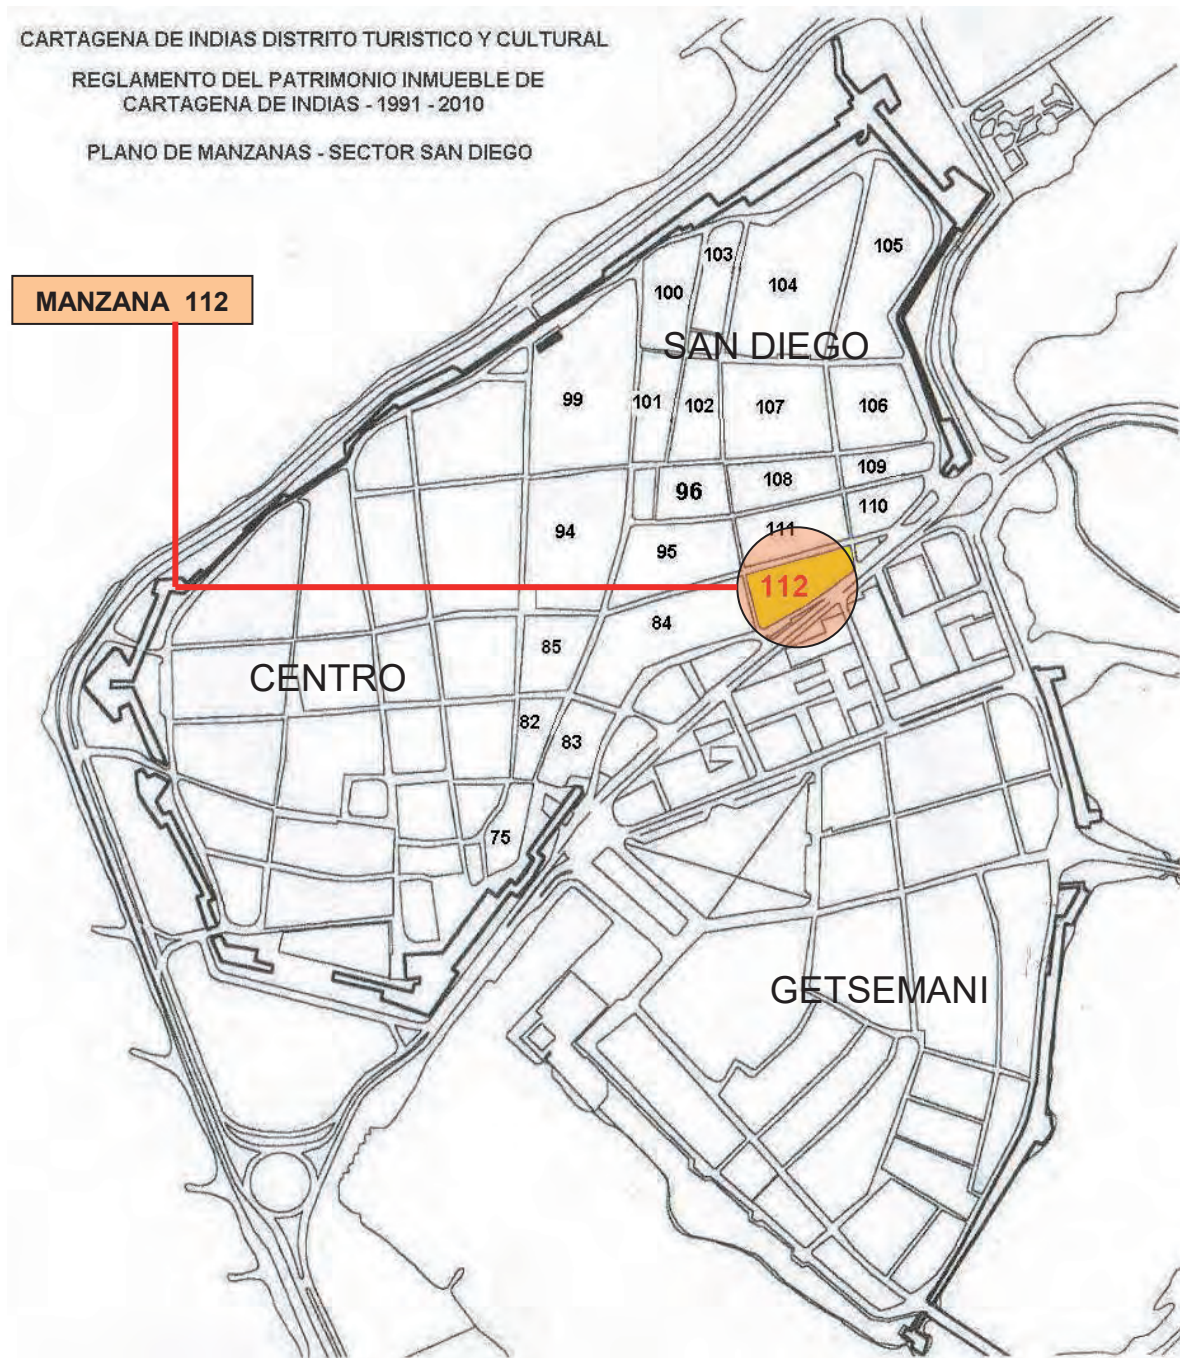 CARTAGENA DE INDIAS DISTRITO TURISTICO Y CULTURAL
REGLAMENTO DEL PATRIMONIO INMUEBLE DE
CARTAGENA DE INDIAS - 1991 - 2010
PLANO DE MANZANAS - SECTOR SAN DIEGO
MANZANA 112
105
103
104
100
SAN DIEGO
99
101
102
107
106
109
108
96
110
94
111
95
112
84
85
CENTRO
82
83
75
GETSEMANI